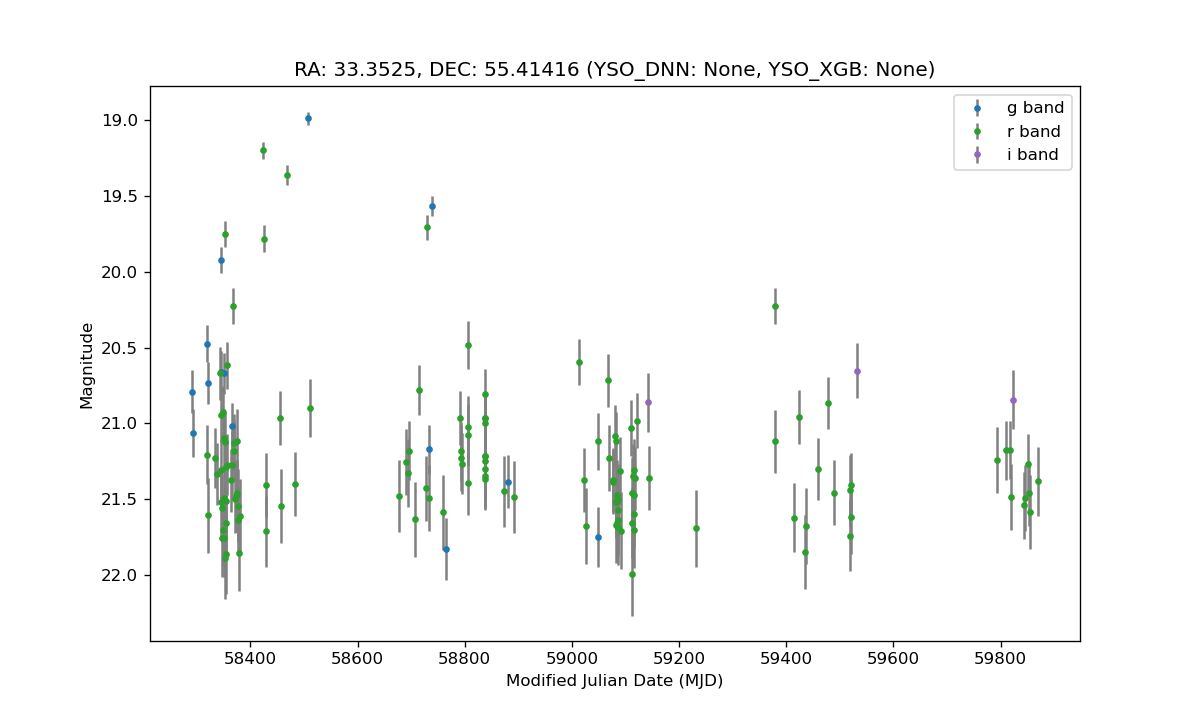 RA: 33.3525, DEC: 55.41416 (YSO_DNN: None, YSO_XGB: None)
g band
r band
i band
19.0
19.5
20.0
20.5
21.0
21.5
22.0
Magnitude
58400 58600 58800 59000 59200 59400 59600 59800
Modified Julian Date (MJD)